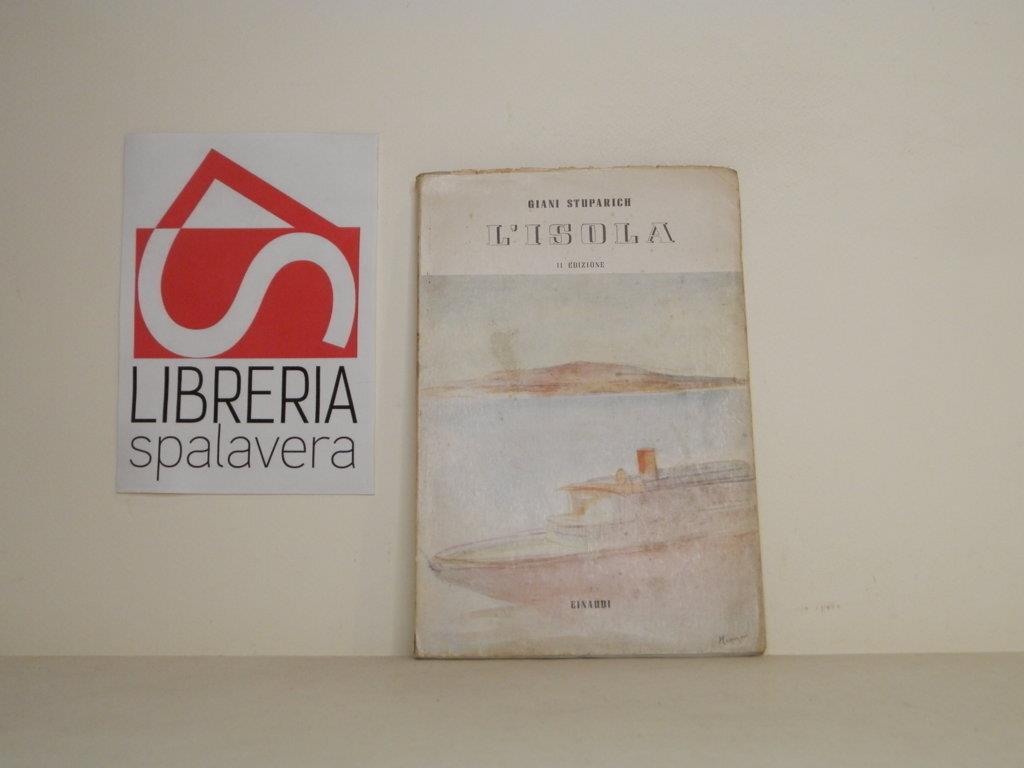 LIBRERIA
spalavera
GIANI STUPARICH
L'ISOLA
II EDIZIONE
EINAUDI